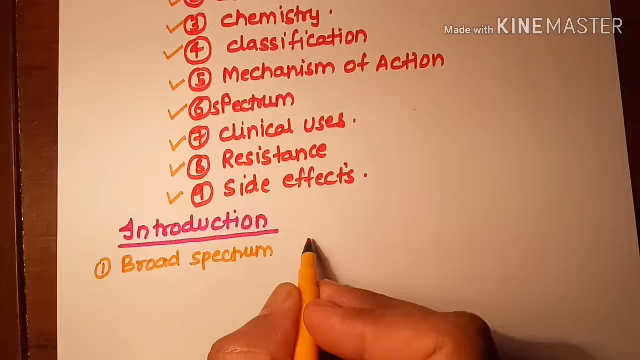 ③ chemistry.
Made with KINEMASTER
✓ ④ classification
✓ ⑤ Mechanism of Action
✓ ⑥ spectrum
✓ ⑦ clinical uses.
✓ ⑧ Resistance
✓ ⑨ Side effects.
Introduction
① Broad spectrum